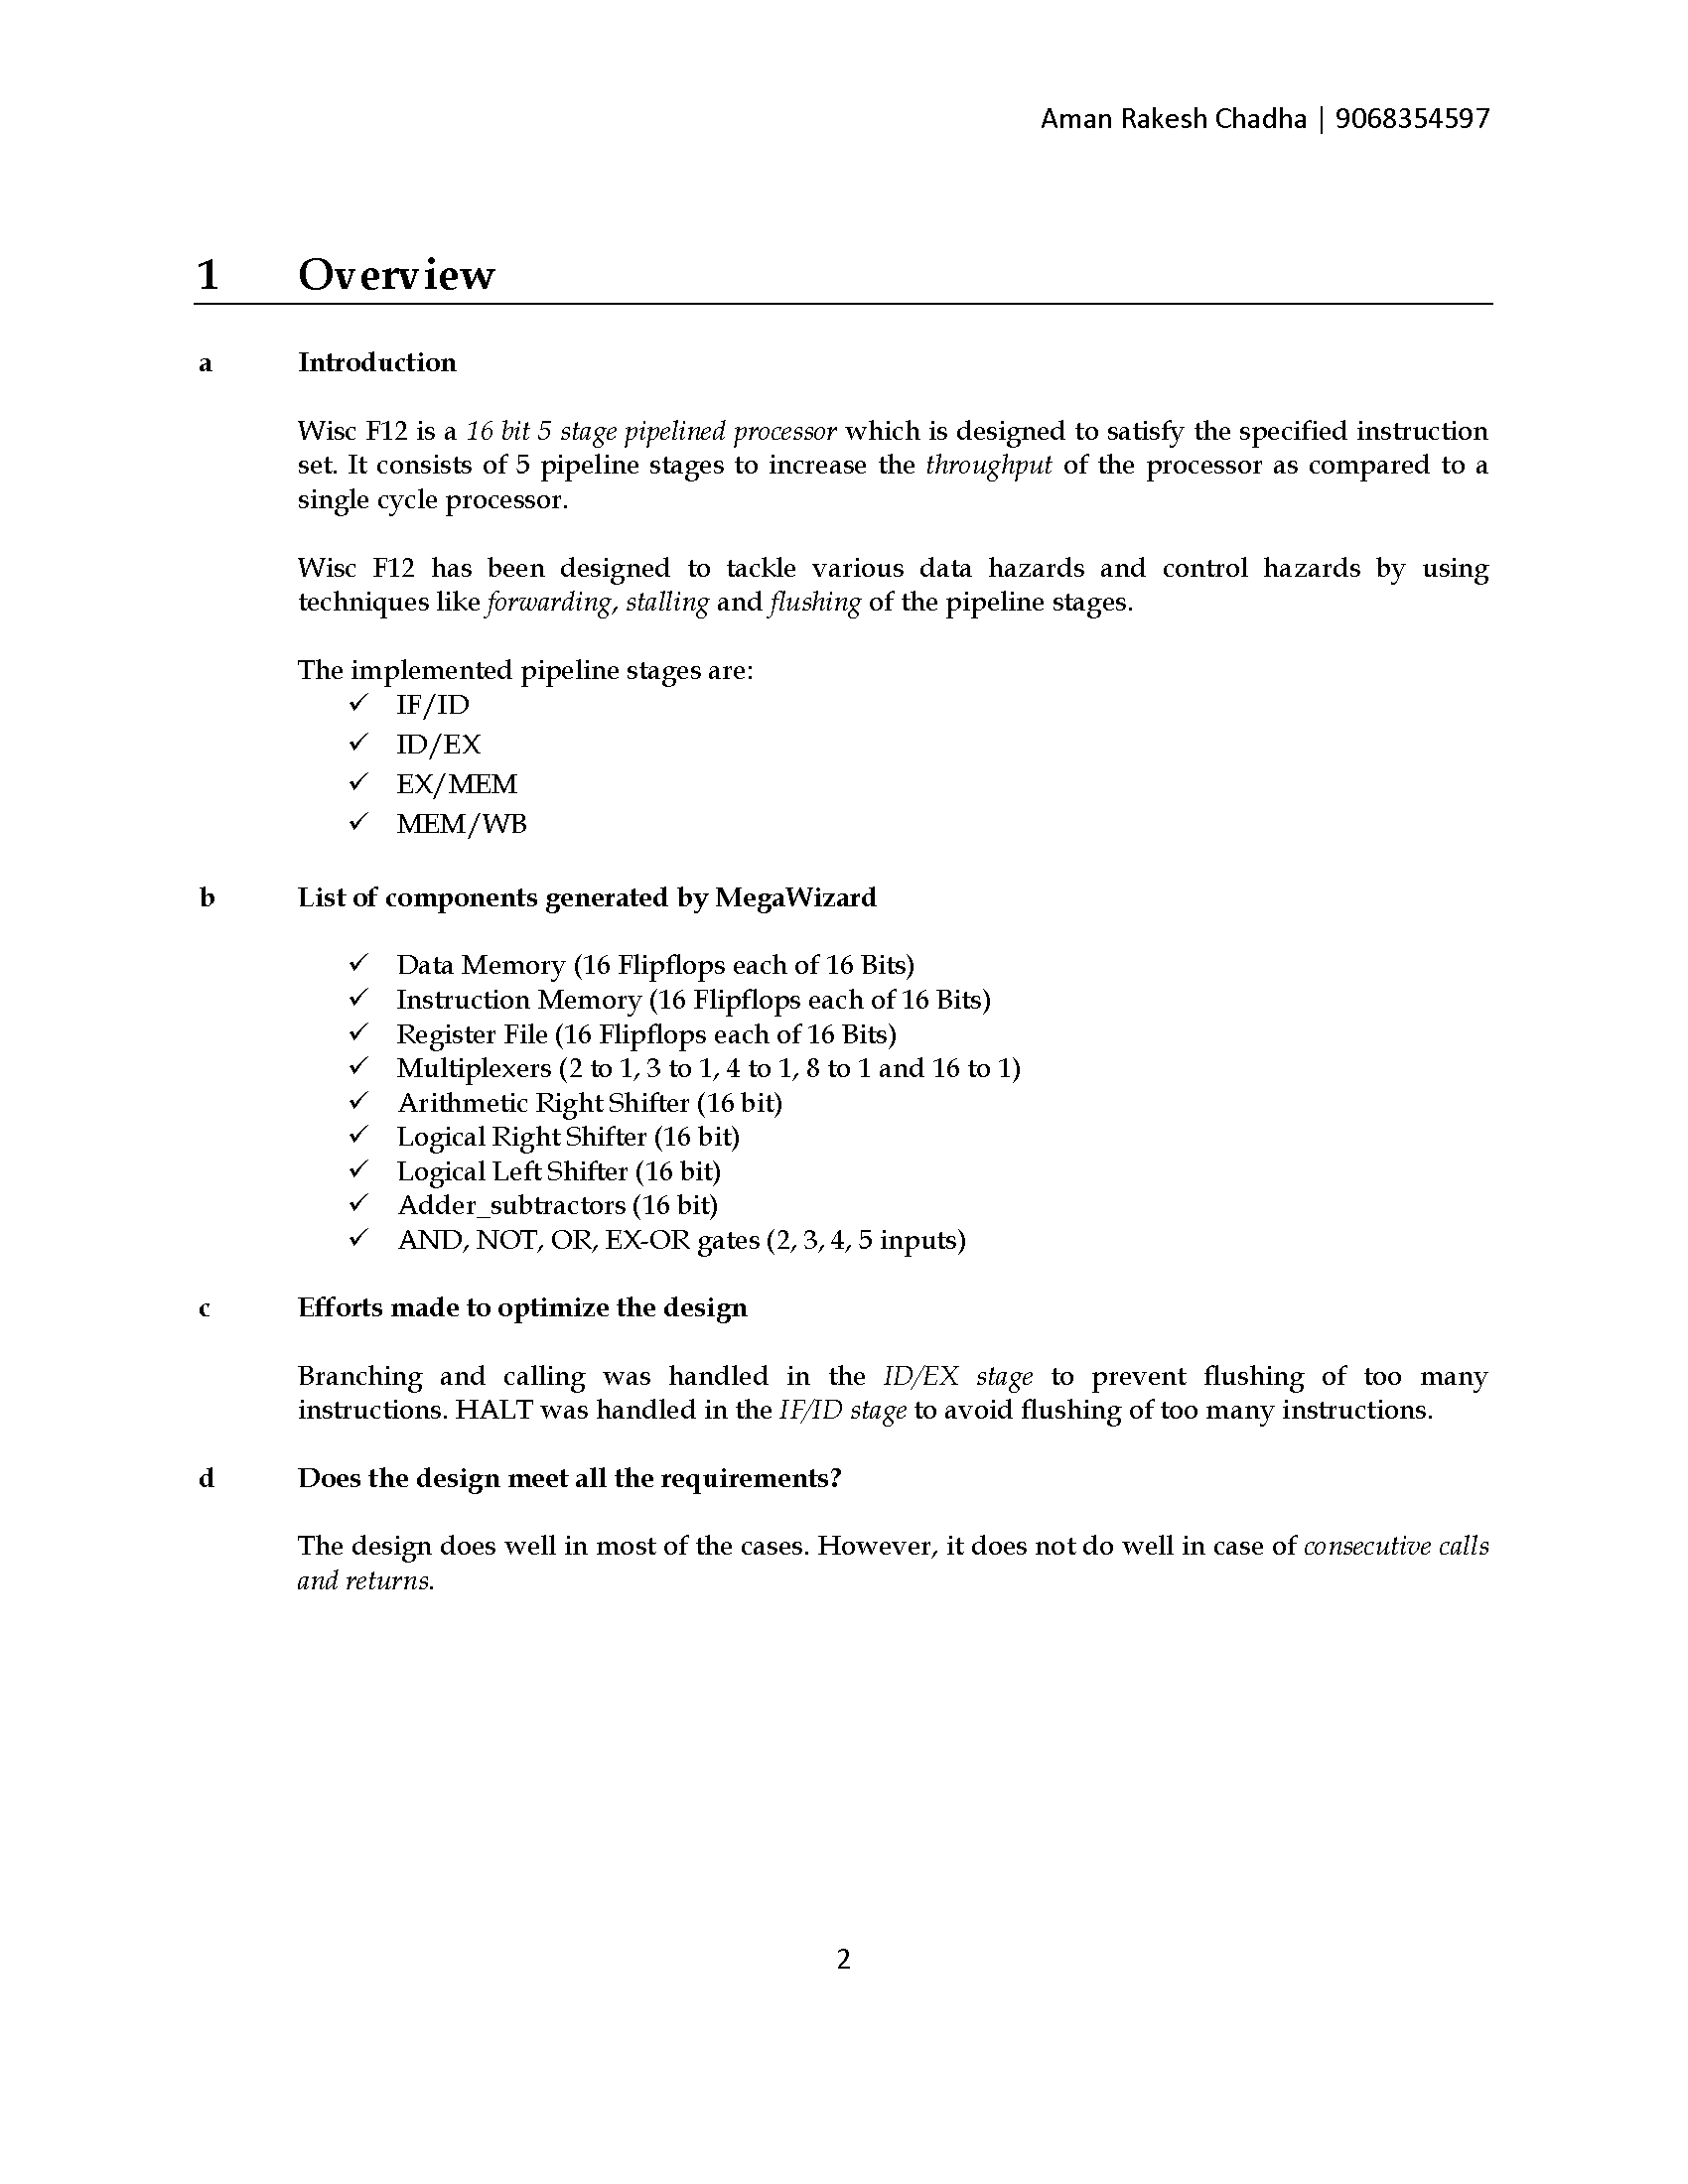 Aman Rakesh Chadha | 9068354597
1 Overview
a Introduction
Wisc F12 is a 16 bit 5 stage pipelined processor which is designed to satisfy the specified instruction
set. It consists of 5 pipeline stages to increase the throughput of the processor as compared to a
single cycle processor.
Wisc F12 has been designed to tackle various data hazards and control hazards by using
techniques like forwarding, stalling and flushing of the pipeline stages.
The implemented pipeline stages are:
✓ IF/ID
✓ ID/EX
✓ EX/MEM
✓ MEM/WB
b List of components generated by MegaWizard
✓ Data Memory (16 Flipflops each of 16 Bits)
✓ Instruction Memory (16 Flipflops each of 16 Bits)
✓ Register File (16 Flipflops each of 16 Bits)
✓ Multiplexers (2 to 1, 3 to 1, 4 to 1, 8 to 1 and 16 to 1)
✓ Arithmetic Right Shifter (16 bit)
✓ Logical Right Shifter (16 bit)
✓ Logical Left Shifter (16 bit)
✓ Adder_subtractors (16 bit)
✓ AND, NOT, OR, EX-OR gates (2, 3, 4, 5 inputs)
c Efforts made to optimize the design
Branching and calling was handled in the ID/EX stage to prevent flushing of too many
instructions. HALT was handled in the IF/ID stage to avoid flushing of too many instructions.
d Does the design meet all the requirements?
The design does well in most of the cases. However, it does not do well in case of consecutive calls
and returns.
2